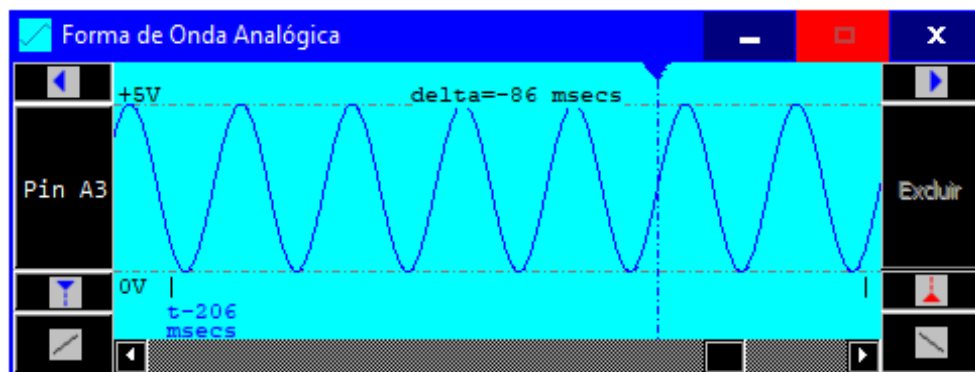 Forma de Onda Analógica
+5V
delta=-86 msecs
Pin A3
Excluir
0V
t-206
msecs